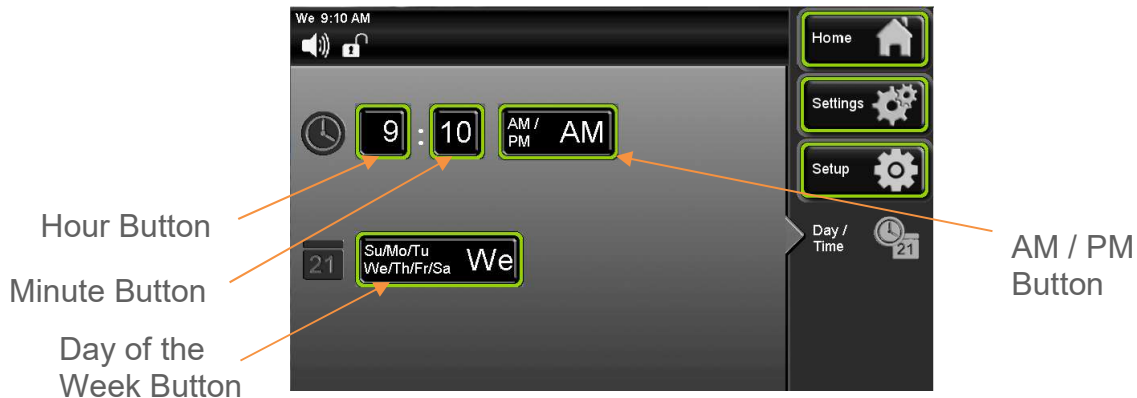 We 9:10 AM
Home
Settings
9 : 10
AM /
PM AM
Setup
Hour Button
Su/Mo/Tu
We/Th/Fr/Sa We
21
Day /
Time
21
AM / PM
Button
Minute Button
Day of the
Week Button